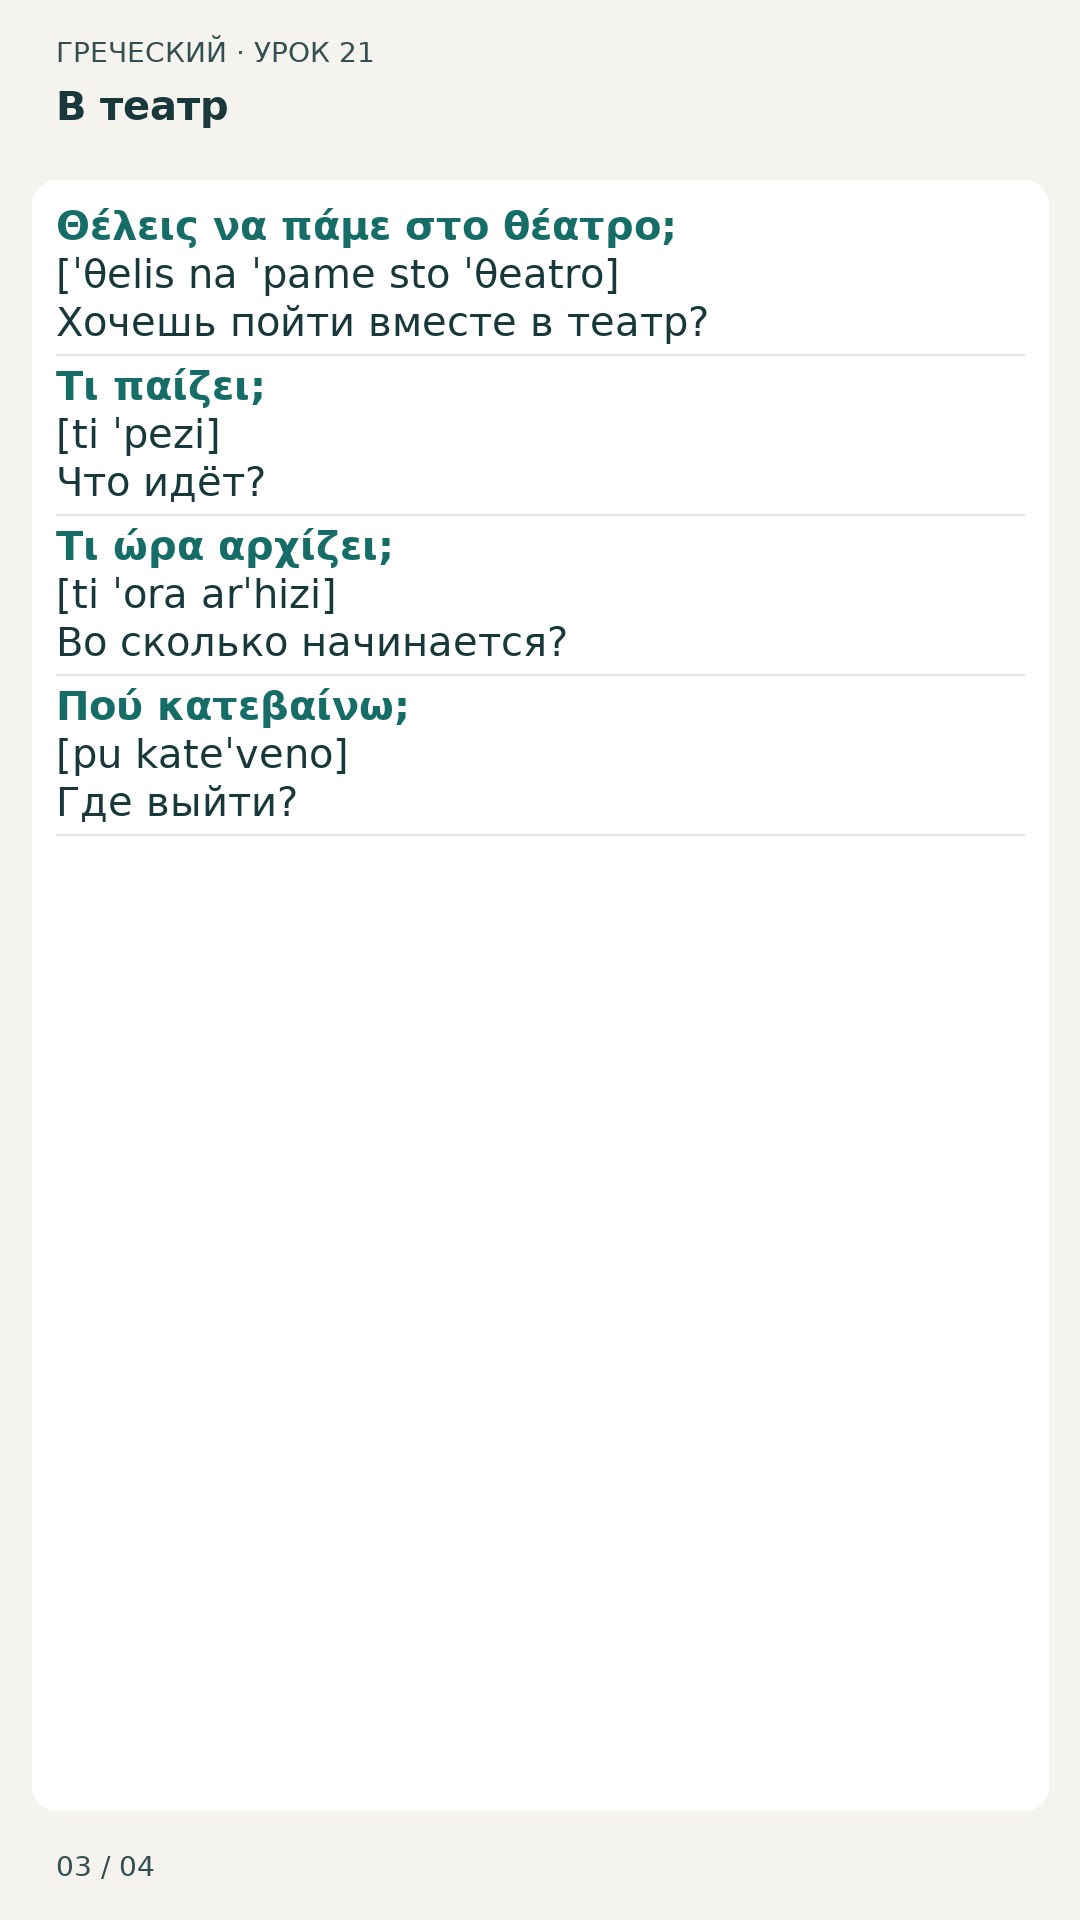 ГРЕЧЕСКИЙ · УРОК 21
В театр
Θέλεις να πάμε στο θέατρο;
[ˈθelis na ˈpame sto ˈθeatro]
Хочешь пойти вместе в театр?
Τι παίζει;
[ti ˈpezi]
Что идёт?
Τι ώρα αρχίζει;
[ti ˈora arˈhizi]
Во сколько начинается?
Πού κατεβαίνω;
[pu kateˈveno]
Где выйти?
03 / 04